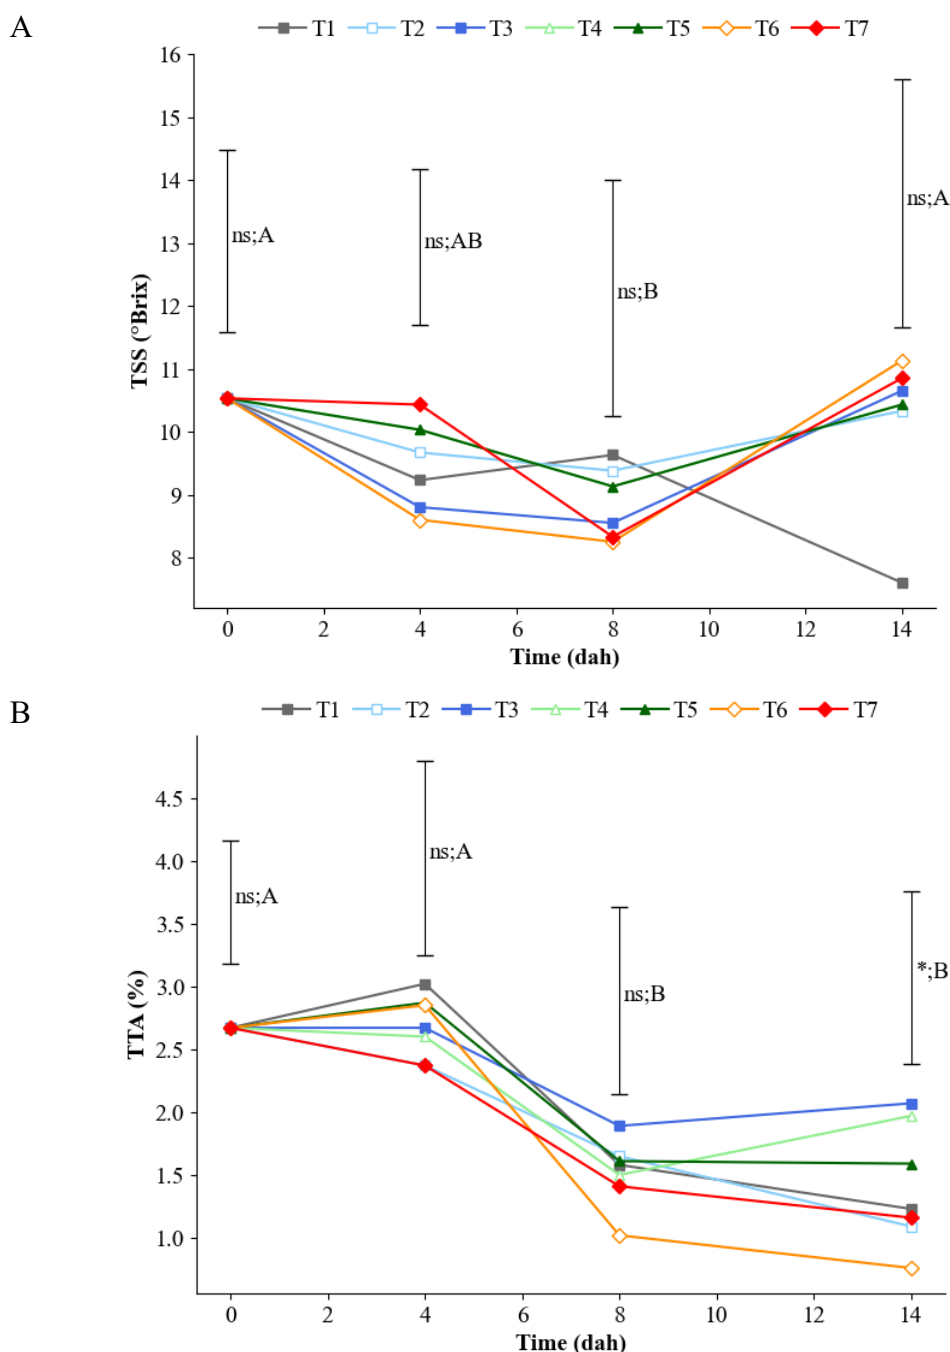 A
T1 T2 T3 T4 T5 T6 T7
16
15
14
13
12
11
10
9
8
TSS (°Brix)
ns;A
ns;AB
ns;B
ns;A
0 2 4 6 8 10 12 14
Time (dah)
B
T1 T2 T3 T4 T5 T6 T7
4.5
4.0
3.5
3.0
2.5
2.0
1.5
1.0
TTA (%)
ns;A
ns;A
ns;B
*;B
0 2 4 6 8 10 12 14
Time (dah)